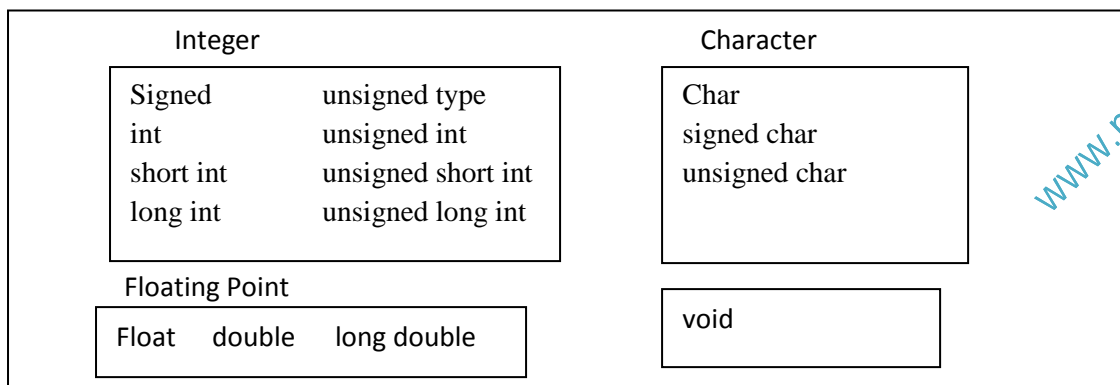 Integer
Signed unsigned type
int unsigned int
short int unsigned short int
long int unsigned long int
Character
Char
signed char
unsigned char
Floating Point
Float double long double
void
www.